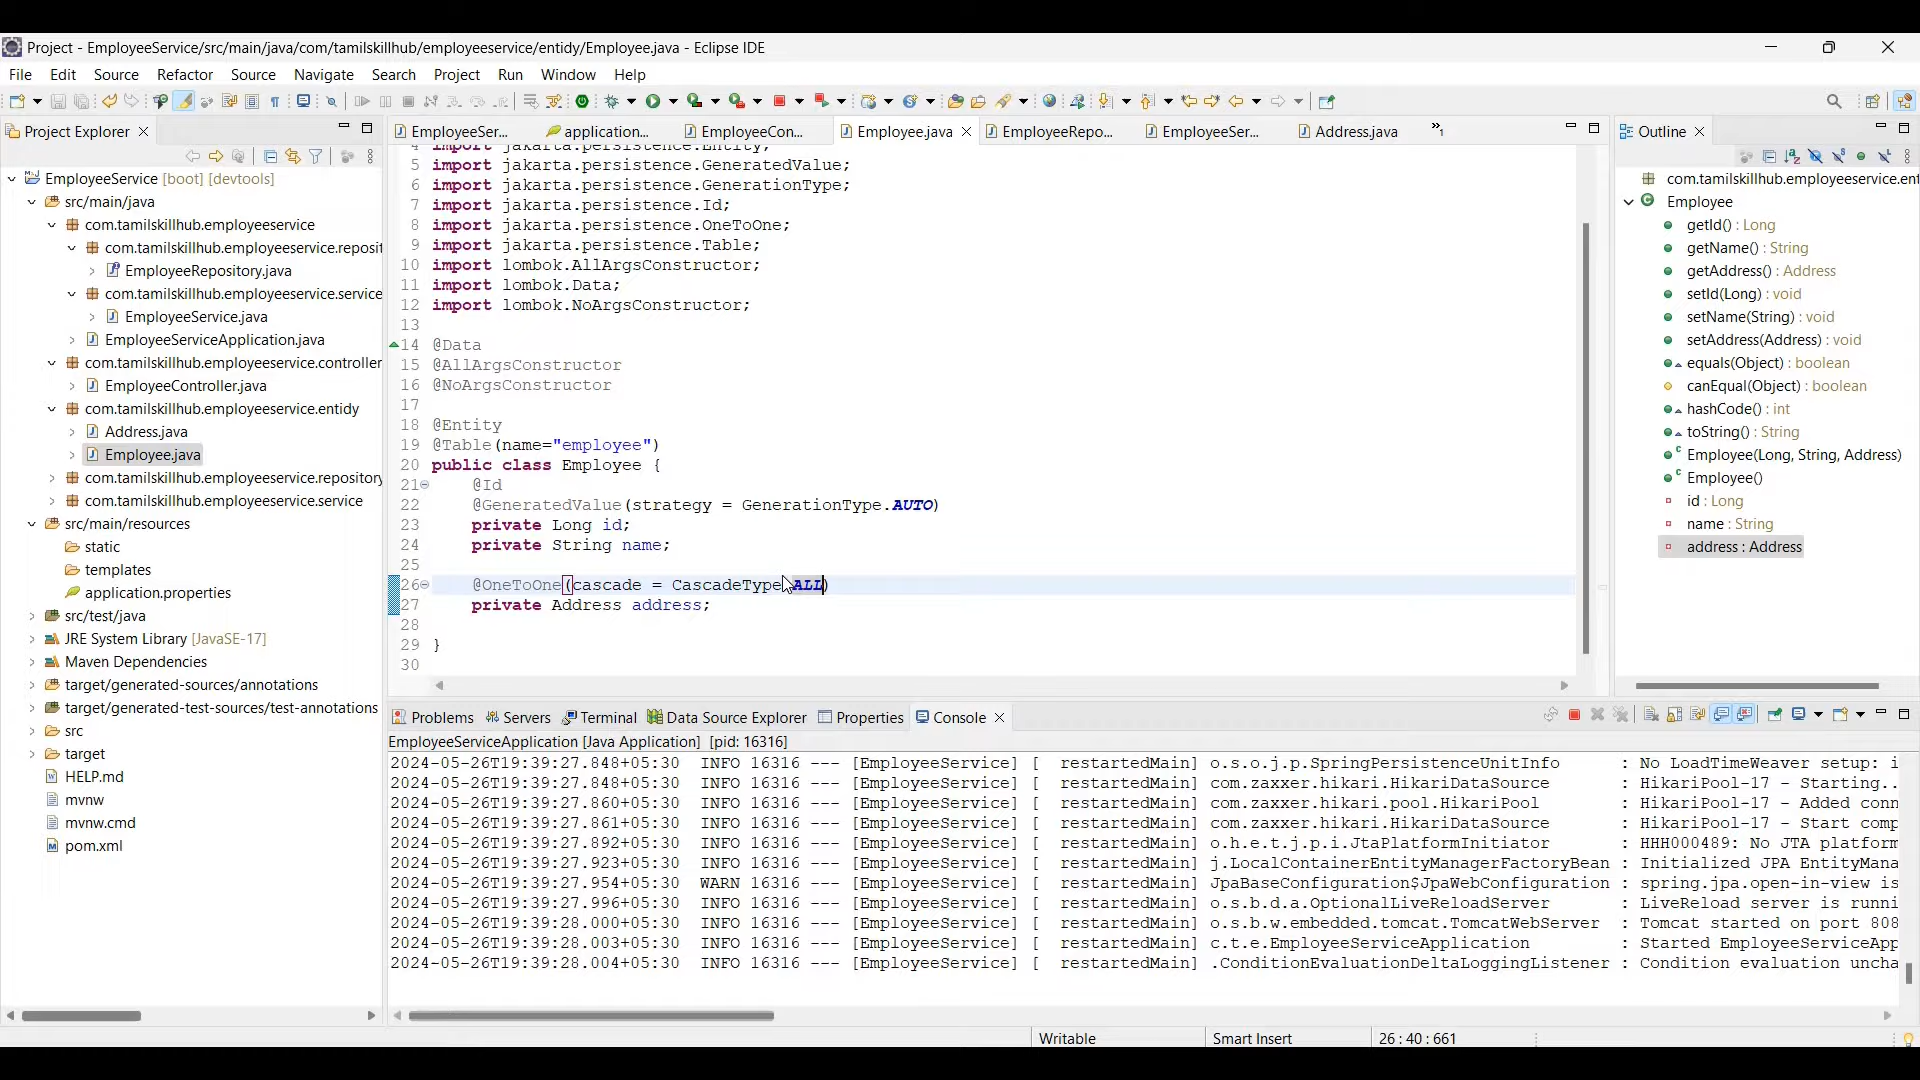 Project - EmployeeService/src/main/java/com/tamilskillhub/employeeservice/entidy/Employee.java - Eclipse IDE
File Edit Source Refactor Source Navigate Search Project Run Window Help
Project Explorer
EmployeeService [boot] [devtools]
src/main/java
com.tamilskillhub.employeeservice
com.tamilskillhub.employeeservice.reposit
EmployeeRepository.java
com.tamilskillhub.employeeservice.service
EmployeeService.java
EmployeeServiceApplication.java
com.tamilskillhub.employeeservice.controller
EmployeeController.java
com.tamilskillhub.employeeservice.entidy
Address.java
Employee.java
com.tamilskillhub.employeeservice.repository
com.tamilskillhub.employeeservice.service
src/main/resources
static
templates
application.properties
src/test/java
JRE System Library [JavaSE-17]
Maven Dependencies
target/generated-sources/annotations
target/generated-test-sources/test-annotations
src
target
HELP.md
mvnw
mvnw.cmd
pom.xml
EmployeeSer... application... EmployeeCon... Employee.java EmployeeRepo... EmployeeSer... Address.java »1
4 import jakarta.persistence.Entity;
5 import jakarta.persistence.GeneratedValue;
6 import jakarta.persistence.GenerationType;
7 import jakarta.persistence.Id;
8 import jakarta.persistence.OneToOne;
9 import jakarta.persistence.Table;
10 import lombok.AllArgsConstructor;
11 import lombok.Data;
12 import lombok.NoArgsConstructor;
13
14 @Data
15 @AllArgsConstructor
16 @NoArgsConstructor
17
18 @Entity
19 @Table(name="employee")
20 public class Employee {
21 @Id
22 @GeneratedValue(strategy = GenerationType.AUTO)
23 private Long id;
24 private String name;
25
26 @OneToOne(cascade = CascadeType.ALL)
27 private Address address;
28
29 }
30
Outline
com.tamilskillhub.employeeservice.ent
Employee
getId() : Long
getName() : String
getAddress() : Address
setId(Long) : void
setName(String) : void
setAddress(Address) : void
equals(Object) : boolean
canEqual(Object) : boolean
hashCode() : int
toString() : String
Employee(Long, String, Address)
Employee()
id : Long
name : String
address : Address
Problems Servers Terminal Data Source Explorer Properties Console
EmployeeServiceApplication [Java Application] [pid: 16316]
2024-05-26T19:39:27.848+05:30 INFO 16316 --- [EmployeeService] [ restartedMain] o.s.o.j.p.SpringPersistenceUnitInfo : No LoadTimeWeaver setup: i
2024-05-26T19:39:27.848+05:30 INFO 16316 --- [EmployeeService] [ restartedMain] com.zaxxer.hikari.HikariDataSource : HikariPool-17 - Starting..
2024-05-26T19:39:27.860+05:30 INFO 16316 --- [EmployeeService] [ restartedMain] com.zaxxer.hikari.pool.HikariPool : HikariPool-17 - Added conn
2024-05-26T19:39:27.861+05:30 INFO 16316 --- [EmployeeService] [ restartedMain] com.zaxxer.hikari.HikariDataSource : HikariPool-17 - Start comp
2024-05-26T19:39:27.892+05:30 INFO 16316 --- [EmployeeService] [ restartedMain] o.h.e.t.j.p.i.JtaPlatformInitiator : HHH000489: No JTA platform
2024-05-26T19:39:27.923+05:30 INFO 16316 --- [EmployeeService] [ restartedMain] j.LocalContainerEntityManagerFactoryBean : Initialized JPA EntityMana
2024-05-26T19:39:27.954+05:30 WARN 16316 --- [EmployeeService] [ restartedMain] JpaBaseConfiguration$JpaWebConfiguration : spring.jpa.open-in-view is
2024-05-26T19:39:27.996+05:30 INFO 16316 --- [EmployeeService] [ restartedMain] o.s.b.d.a.OptionalLiveReloadServer : LiveReload server is runni
2024-05-26T19:39:28.000+05:30 INFO 16316 --- [EmployeeService] [ restartedMain] o.s.b.w.embedded.tomcat.TomcatWebServer : Tomcat started on port 808
2024-05-26T19:39:28.003+05:30 INFO 16316 --- [EmployeeService] [ restartedMain] c.t.e.EmployeeServiceApplication : Started EmployeeServiceApp
2024-05-26T19:39:28.004+05:30 INFO 16316 --- [EmployeeService] [ restartedMain] .ConditionEvaluationDeltaLoggingListener : Condition evaluation uncha
Writable Smart Insert 26 : 40 : 661